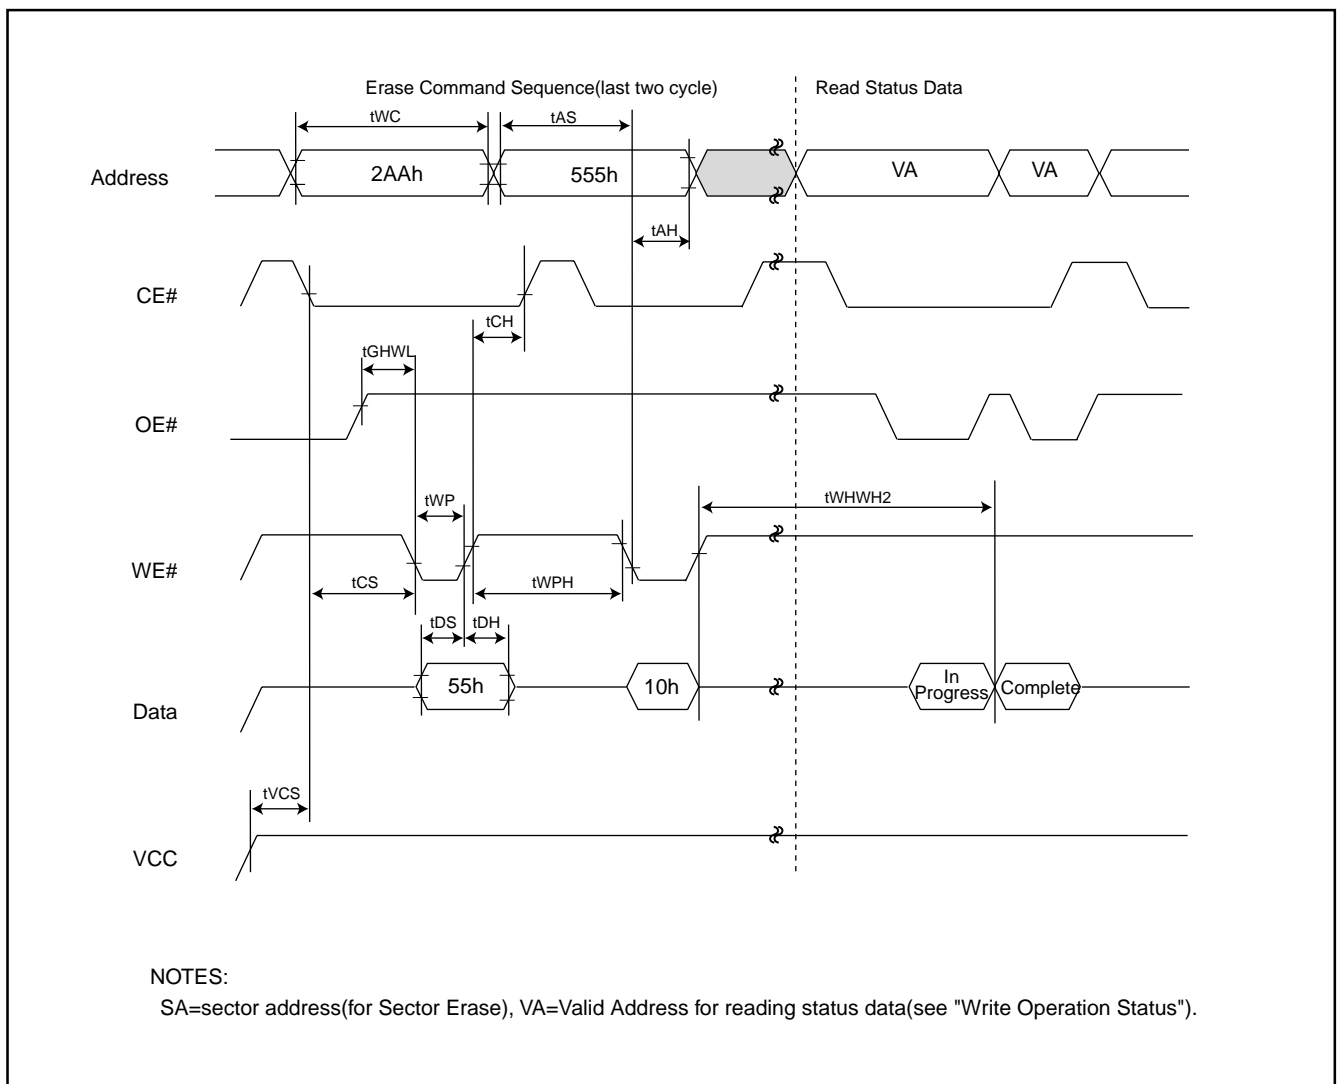 Erase Command Sequence(last two cycle) Read Status Data
tWC tAS
Address 2AAh 555h VA VA
tAH
CE#
tCH
tGHWL
OE#
tWP tWHWH2
WE#
tCS tWPH
tDS tDH
Data 55h 10h In Progress Complete
tVCS
VCC
NOTES:
SA=sector address(for Sector Erase), VA=Valid Address for reading status data(see "Write Operation Status").